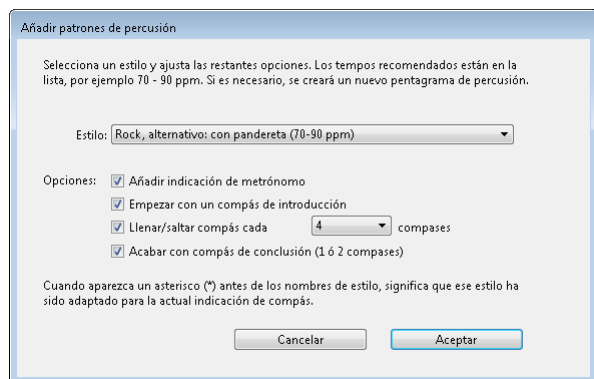 Añadir patrones de percusión
Selecciona un estilo y ajusta las restantes opciones. Los tempos recomendados están en la
lista, por ejemplo 70 - 90 ppm. Si es necesario, se creará un nuevo pentagrama de percusión.
Estilo: Rock, alternativo: con pandereta (70-90 ppm)
Opciones: Añadir indicación de metrónomo
Empezar con un compás de introducción
Llenar/saltar compás cada 4 compases
Acabar con compás de conclusión (1 ó 2 compases)
Cuando aparezca un asterisco (*) antes de los nombres de estilo, significa que ese estilo ha
sido adaptado para la actual indicación de compás.
Cancelar Aceptar